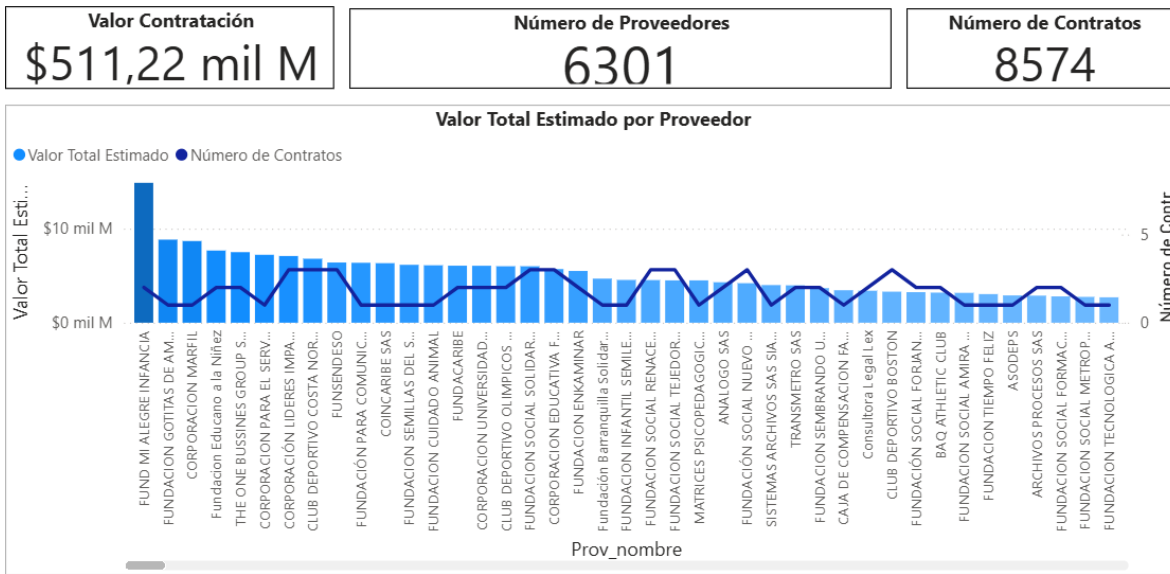 Valor Contratación
$511,22 mil M
Número de Proveedores
6301
Número de Contratos
8574
Valor Total Estimado por Proveedor
Valor Total Estimado
Número de Contratos
Valor Total Esti...
$10 mil M
$0 mil M
5
0
Número de Contr...
FUND MI ALEGRE INFANCIA
FUNDACION GOTITAS DE AM...
CORPORACION MARFIL
Fundacion Educano a la Niñez
THE ONE BUSSINES GROUP S...
CORPORACION PARA EL SERV...
CORPORACIÓN LIDERES IMPA...
CLUB DEPORTIVO COSTA NOR...
FUNSENDESO
FUNDACIÓN PARA COMUNIC...
COINCARIBE SAS
FUNDACION SEMILLAS DEL S...
FUNDACION CUIDADO ANIMAL
FUNDACARIBE
CORPORACION UNIVERSIDAD...
CLUB DEPORTIVO OLIMPICOS ...
FUNDACION SOCIAL SOLIDAR...
CORPORACION EDUCATIVA F...
FUNDACION ENKAMINAR
Fundación Barranquilla Solidar...
FUNDACION INFANTIL SEMILE...
FUNDACION SOCIAL RENACE...
FUNDACION SOCIAL TEJEDOR...
MATRICES PSICOPEDAGOGIC...
ANALOGO SAS
FUNDACIÓN SOCIAL NUEVO ...
SISTEMAS ARCHIVOS SAS SIA...
TRANSMETRO SAS
FUNDACION SEMBRANDO U...
CAJA DE COMPENSACION FA...
Consultora Legal Lex
CLUB DEPORTIVO BOSTON
FUNDACIÓN SOCIAL FORJAN...
BAQ ATHLETIC CLUB
FUNDACION SOCIAL AMIRA ...
FUNDACION TIEMPO FELIZ
ASODEPS
ARCHIVOS PROCESOS SAS
FUNDACION SOCIAL FORMAC...
FUNDACION SOCIAL METROP...
FUNDACION TECNOLOGICA A...
Prov_nombre